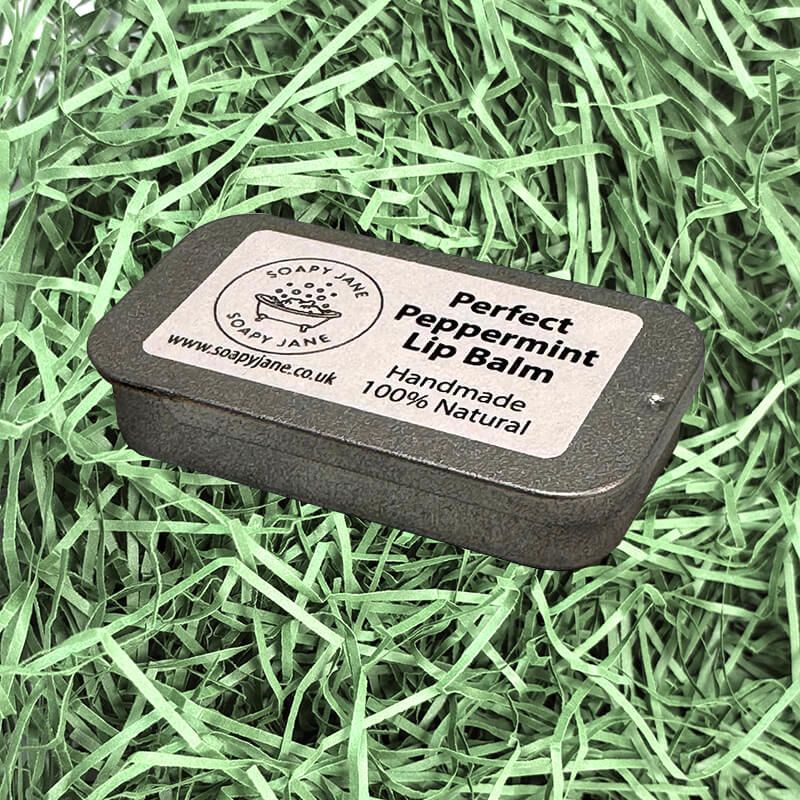 SOAPY JANE
SOAPY JANE
www.soapyjane.co.uk
Perfect
Peppermint
Lip Balm
Handmade
100% Natural